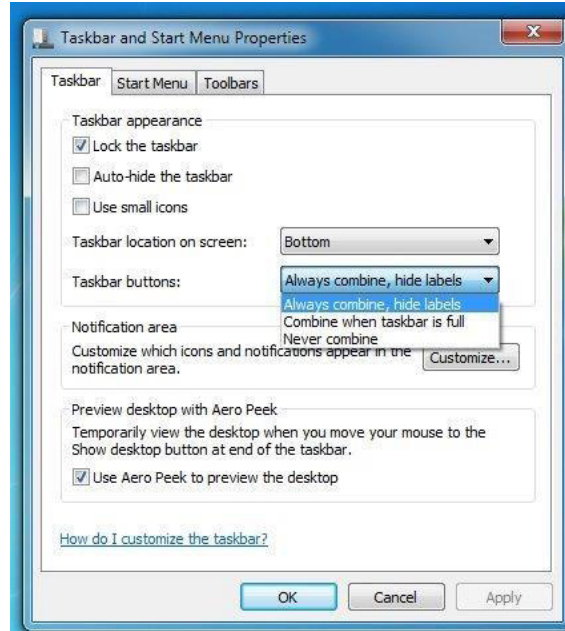 Taskbar and Start Menu Properties
Taskbar Start Menu Toolbars
Taskbar appearance
Lock the taskbar
Auto-hide the taskbar
Use small icons
Taskbar location on screen: Bottom
Taskbar buttons: Always combine, hide labels
Always combine, hide labels
Combine when taskbar is full
Never combine
Notification area
Customize which icons and notifications appear in the
notification area.
Customize...
Preview desktop with Aero Peek
Temporarily view the desktop when you move your mouse to the
Show desktop button at end of the taskbar.
Use Aero Peek to preview the desktop
How do I customize the taskbar?
OK Cancel Apply